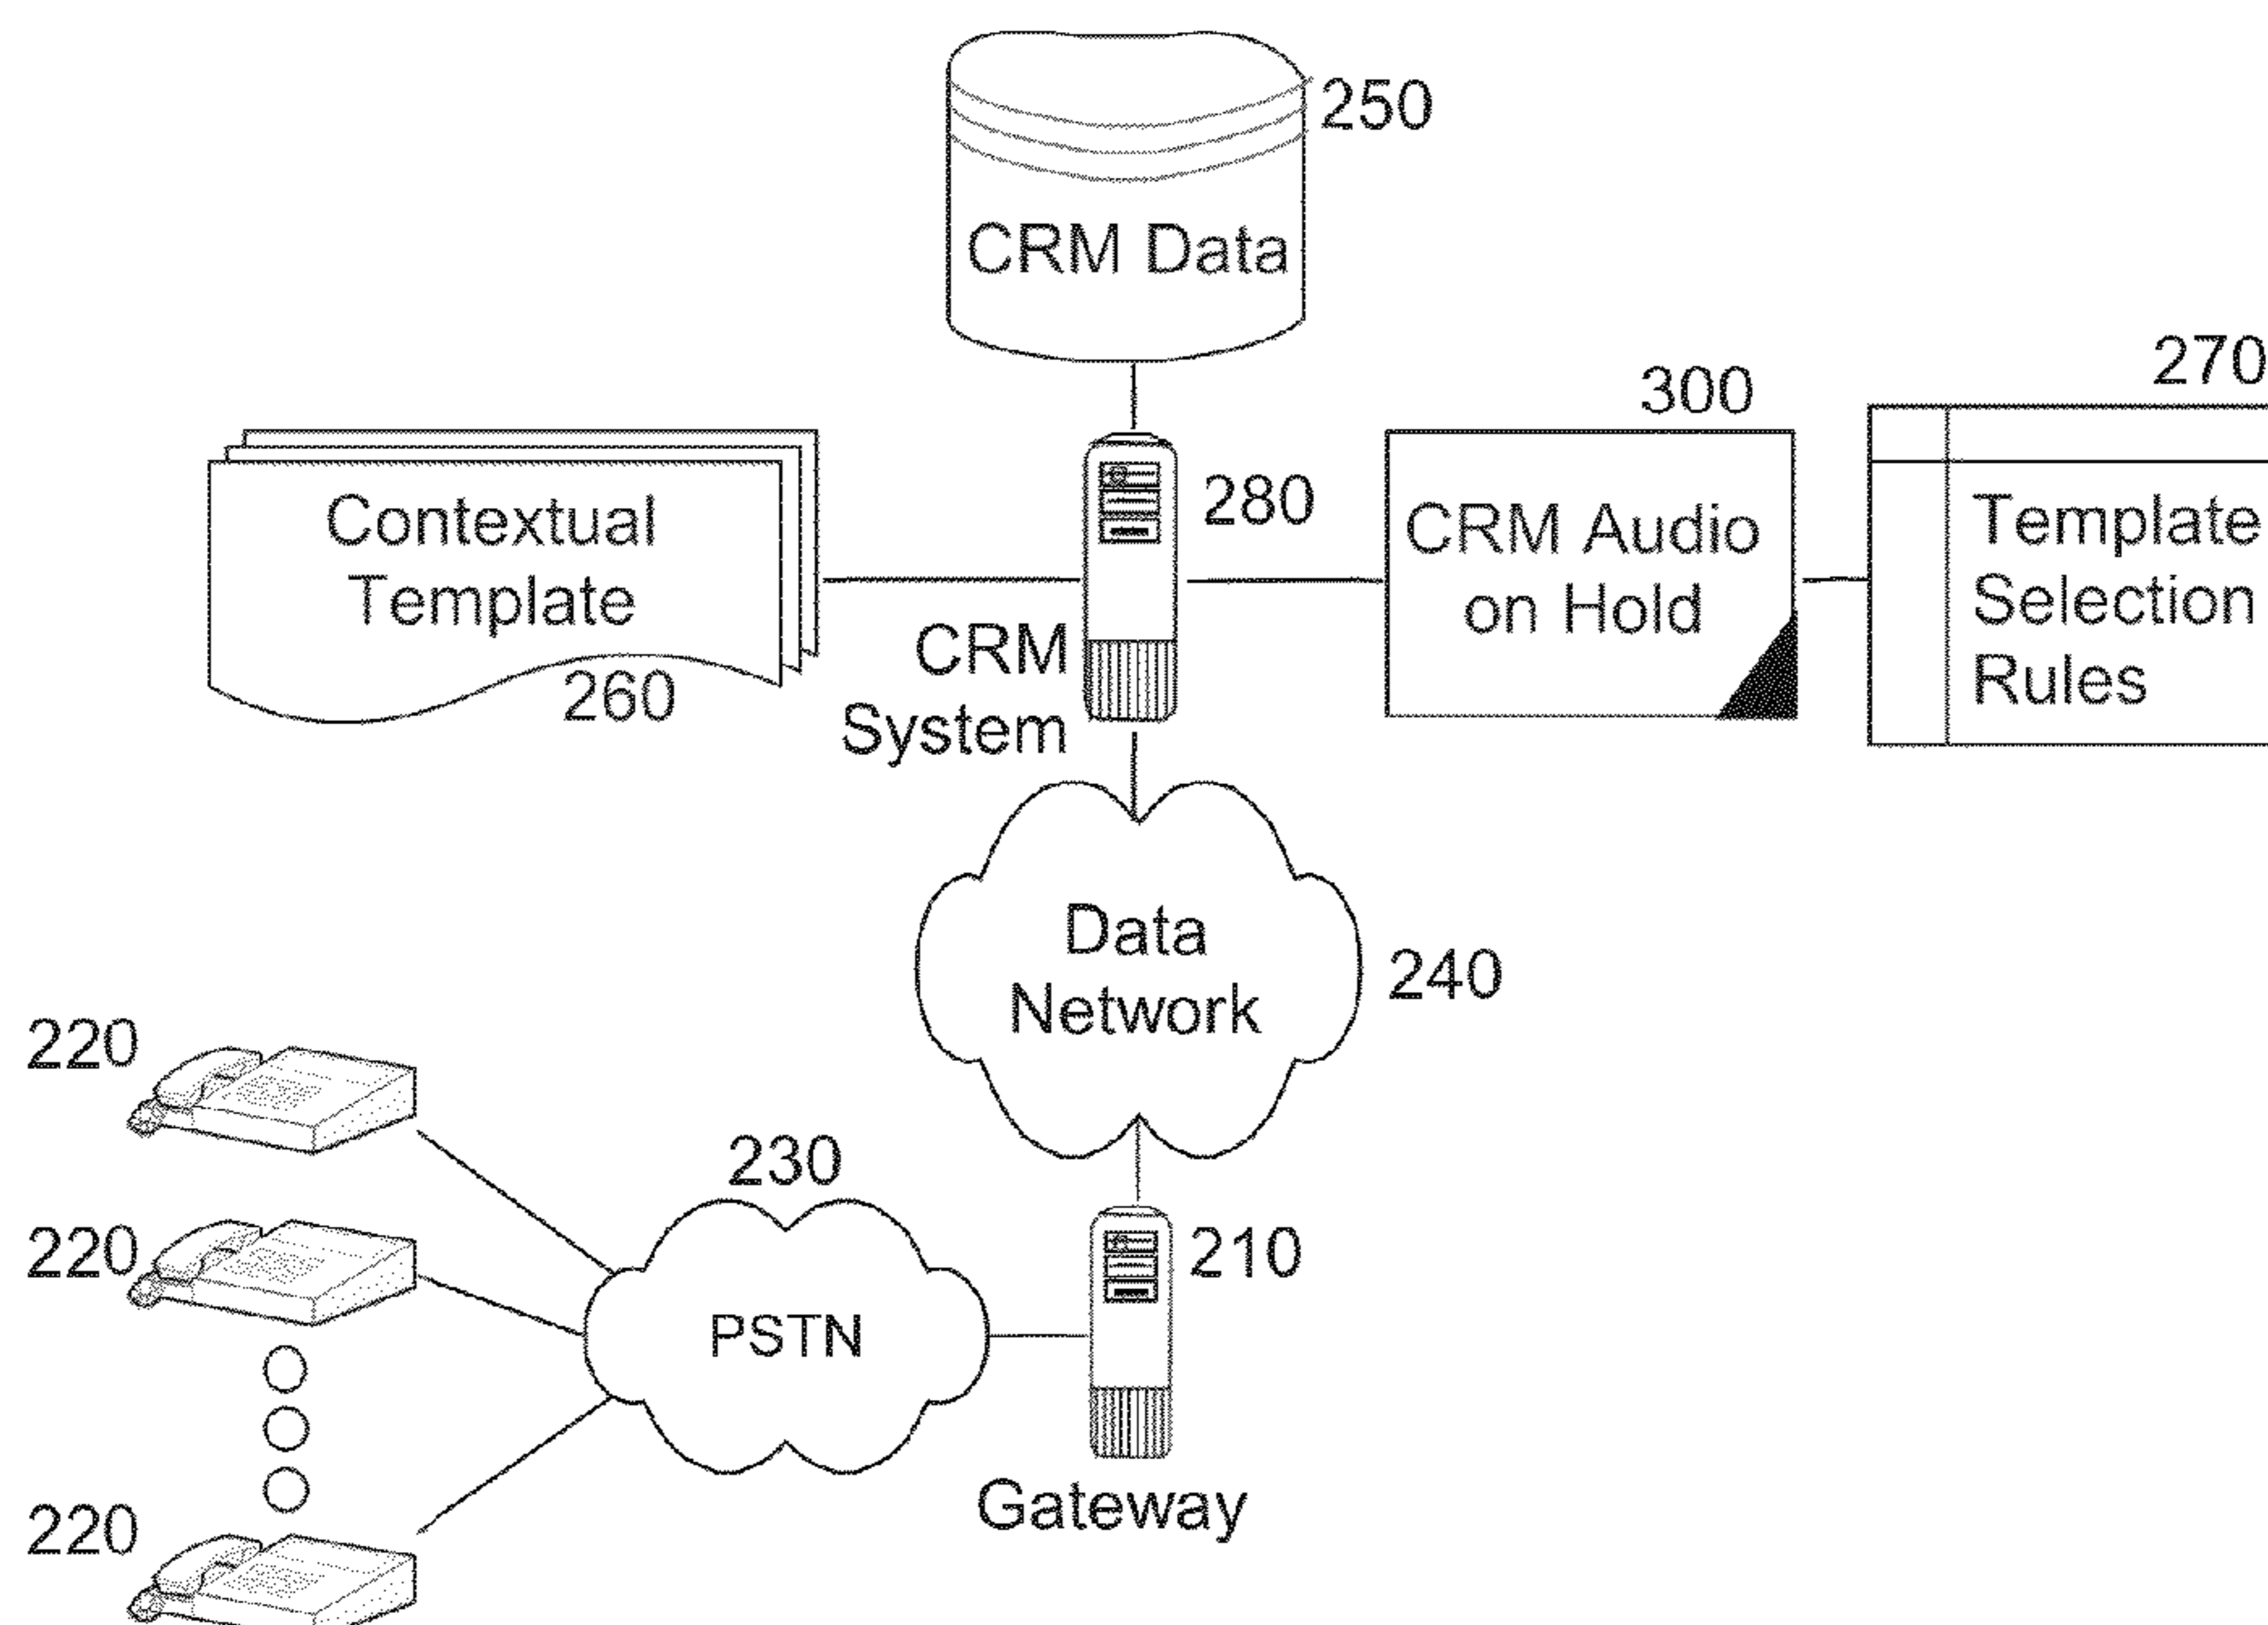 250
CRM Data
270
300
Contextual
Template
260
280
CRM
System
CRM Audio
on Hold
Template
Selection
Rules
Data
Network
240
220
230
220
PSTN
210
220
Gateway